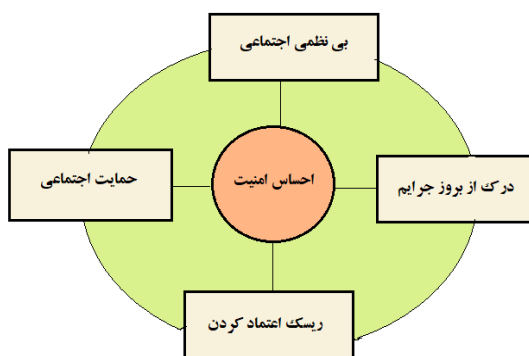 بی نظمی اجتماعی
درک از بروز جرایم
احساس امنیت
حمایت اجتماعی
ریسک اعتماد کردن